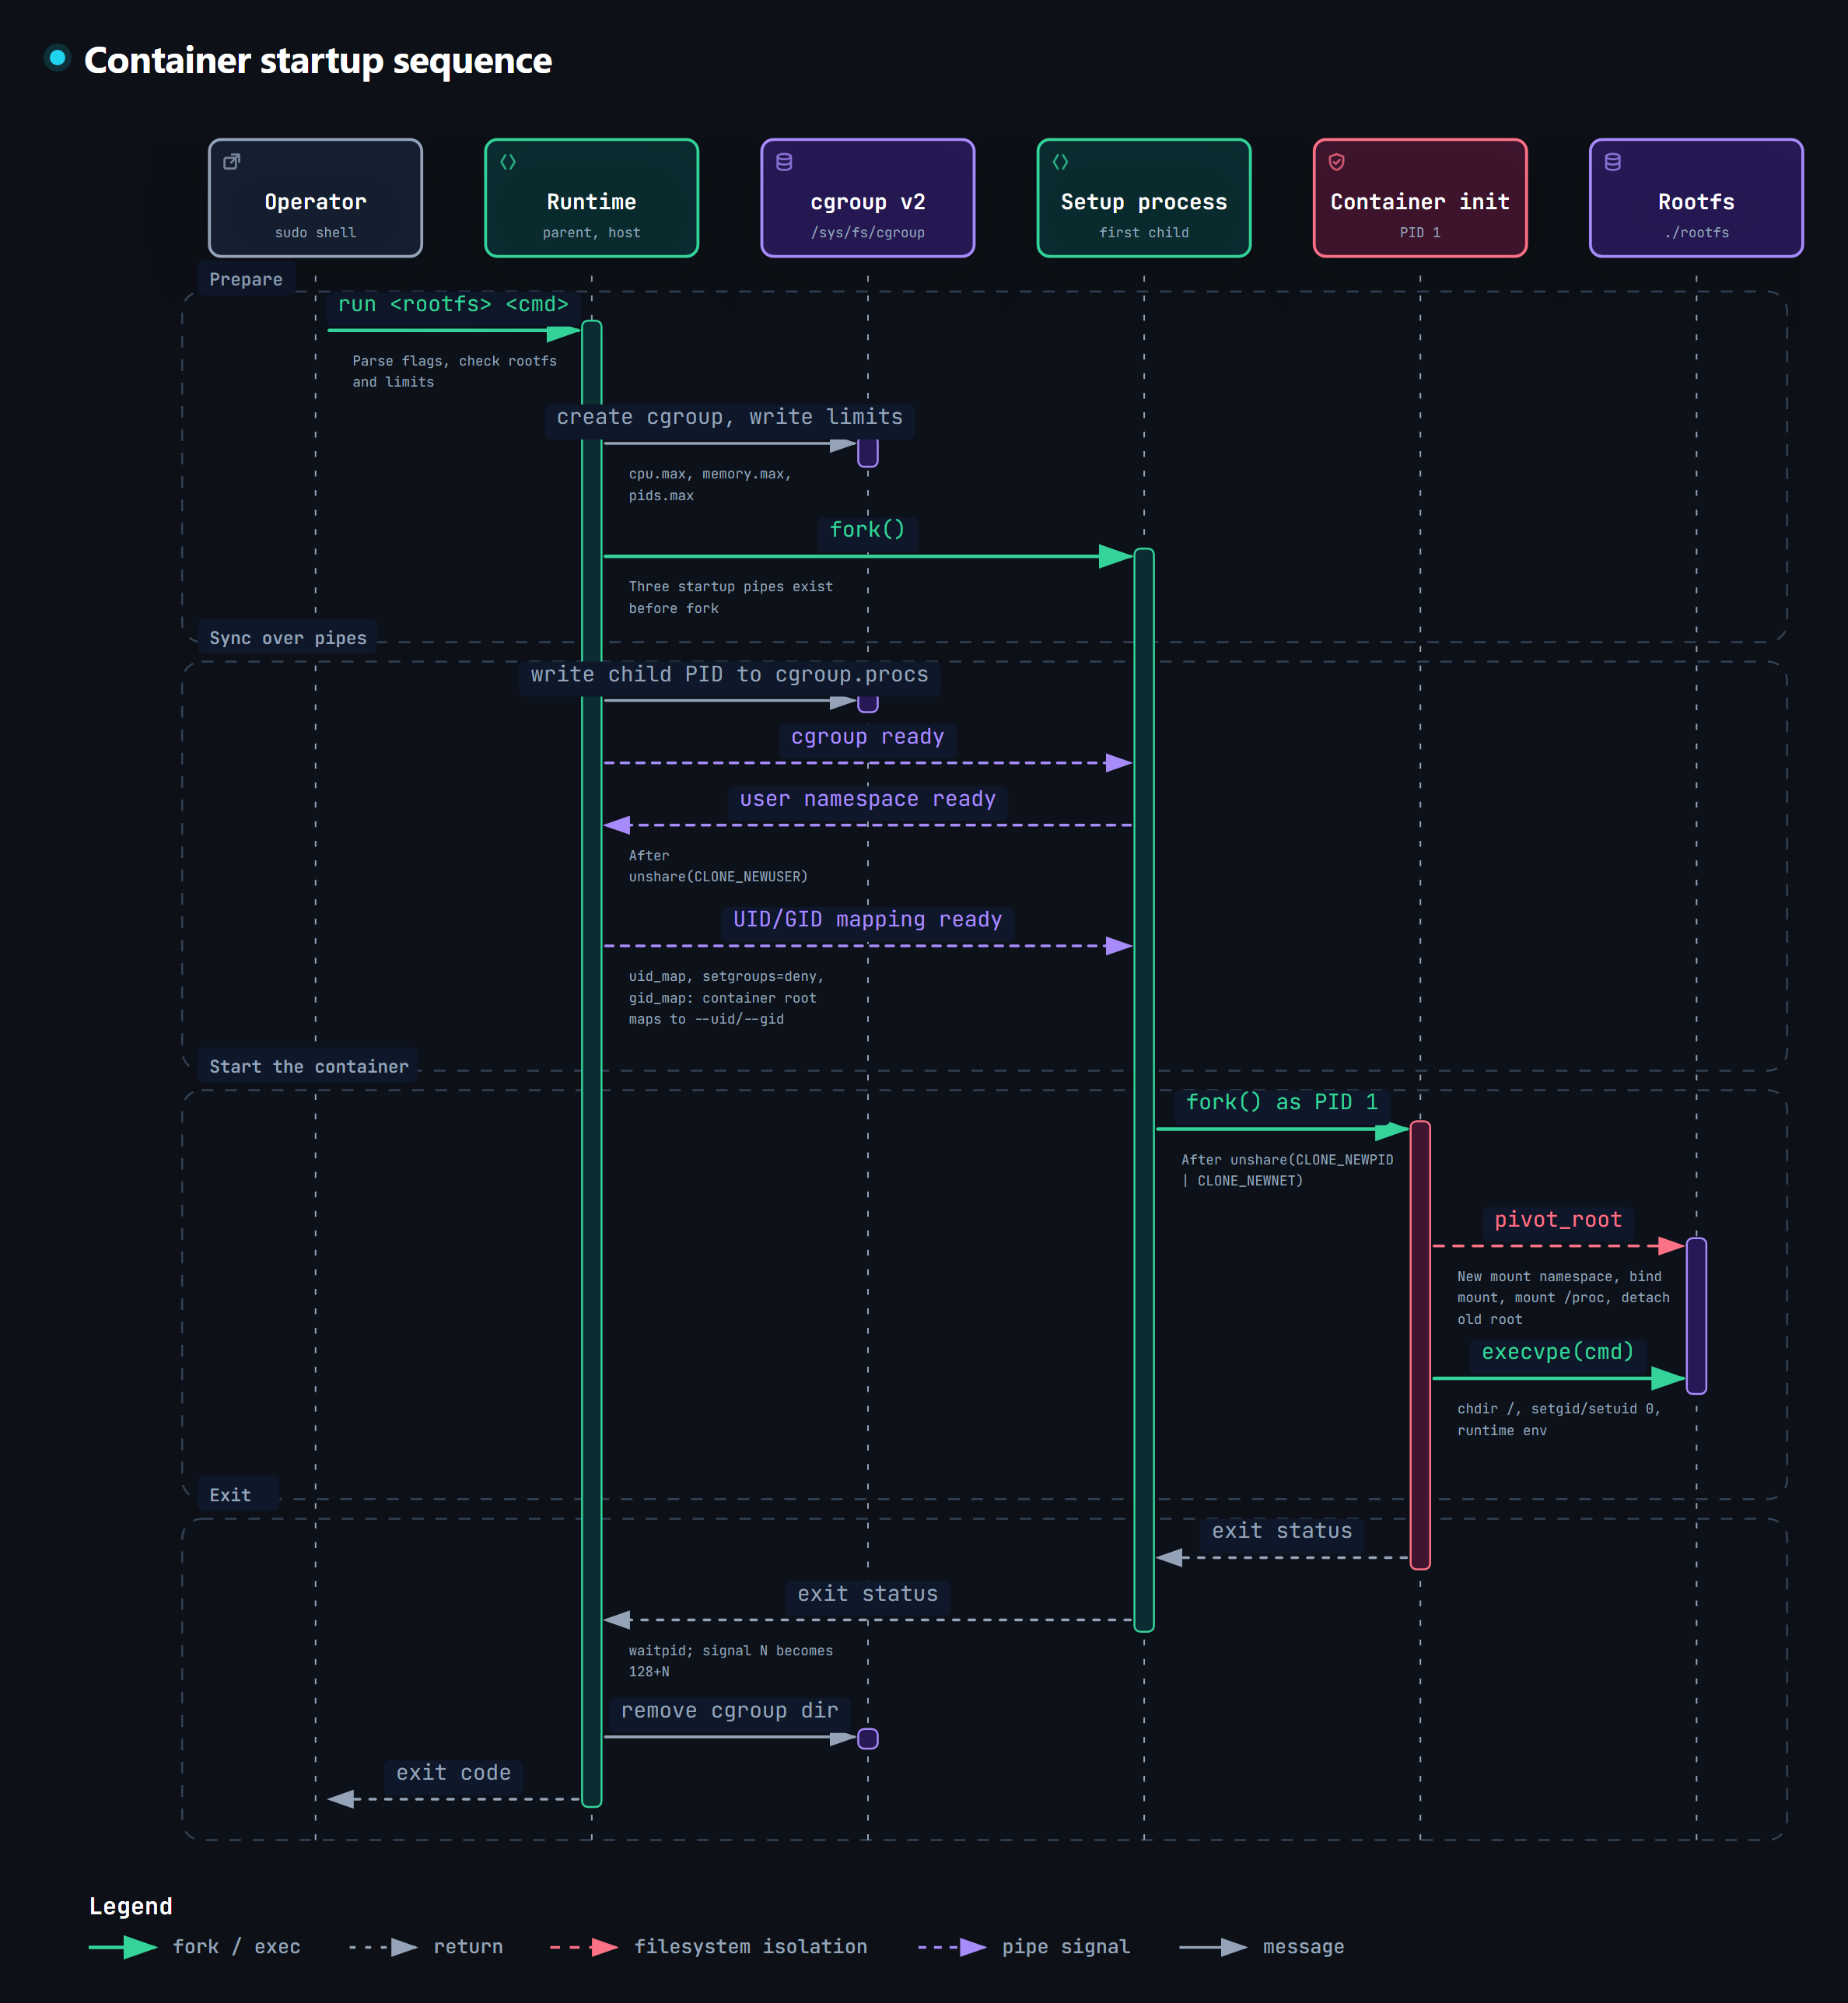 Container startup sequence
Operator
sudo shell
Runtime
parent, host
cgroup v2
/sys/fs/cgroup
Setup process
first child
Container init
PID 1
Rootfs
./rootfs
Prepare
run <rootfs> <cmd>
Parse flags, check rootfs
and limits
create cgroup, write limits
cpu.max, memory.max,
pids.max
fork()
Three startup pipes exist
before fork
Sync over pipes
write child PID to cgroup.procs
cgroup ready
user namespace ready
After
unshare(CLONE_NEWUSER)
UID/GID mapping ready
uid_map, setgroups=deny,
gid_map: container root
maps to --uid/--gid
Start the container
fork() as PID 1
After unshare(CLONE_NEWPID
| CLONE_NEWNET)
pivot_root
New mount namespace, bind
mount, mount /proc, detach
old root
execvpe(cmd)
chdir /, setgid/setuid 0,
runtime env
Exit
exit status
exit status
waitpid; signal N becomes
128+N
remove cgroup dir
exit code
Legend
fork / exec
return
filesystem isolation
pipe signal
message